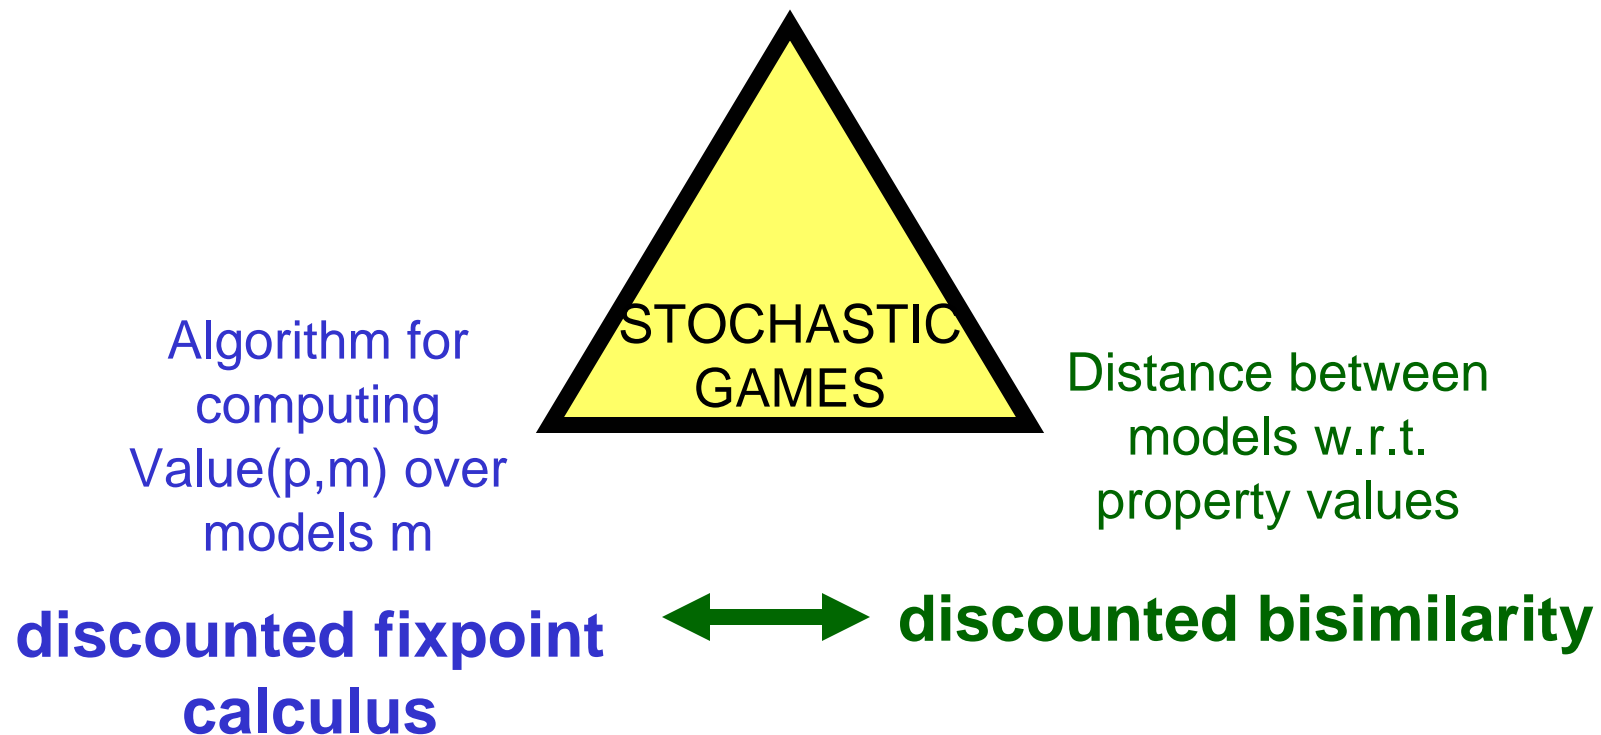 STOCHASTIC
GAMES
Algorithm for
computing
Value(p,m) over
models m
Distance between
models w.r.t.
property values
discounted fixpoint
calculus
discounted bisimilarity